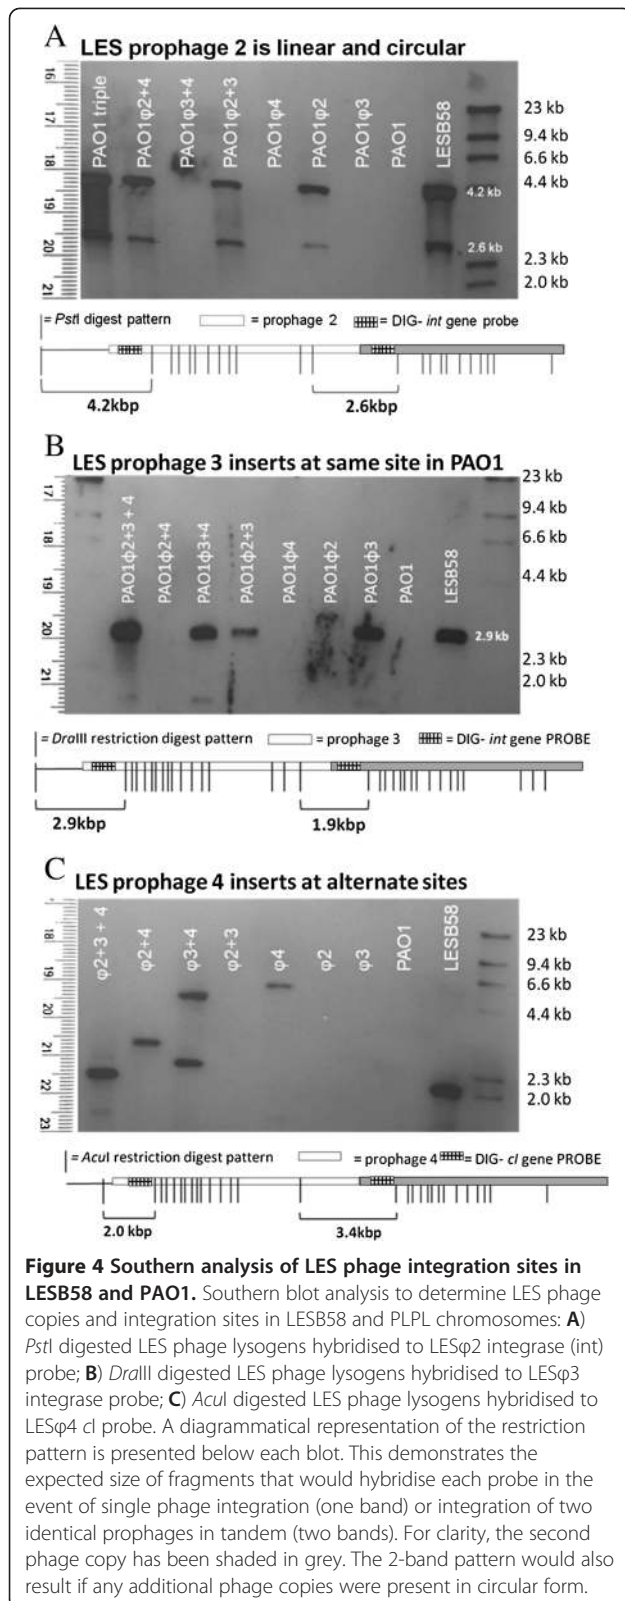 A
LES prophage 2 is linear and circular
16
17
18
19
20
21
PAO1 triple
PAO1φ2+4
PAO1φ3+4
PAO1φ2+3
PAO1φ4
PAO1φ2
PAO1φ3
PAO1
LESB58
23 kb
9.4 kb
6.6 kb
4.4 kb
4.2 kb
2.6 kb
2.3 kb
2.0 kb
= PstI digest pattern = prophage 2 = DIG- int gene probe
4.2kbp 2.6kbp
B
LES prophage 3 inserts at same site in PAO1
17
18
19
20
21
PAO1φ2+3 + 4
PAO1φ2+4
PAO1φ3+4
PAO1φ2+3
PAO1φ4
PAO1φ2
PAO1φ3
PAO1
LESB58
23 kb
9.4 kb
6.6 kb
4.4 kb
2.9 kb
2.3 kb
2.0 kb
= DraIII restriction digest pattern = prophage 3 = DIG- int gene PROBE
2.9kbp 1.9kbp
C
LES prophage 4 inserts at alternate sites
18
19
20
21
22
23
φ2+3 + 4
φ2+4
φ3+4
φ2+3
φ4
φ2
φ3
PAO1
LESB58
23 kb
9.4 kb
6.6 kb
4.4 kb
2.3 kb
2.0 kb
= AcuI restriction digest pattern = prophage 4 = DIG- cI gene PROBE
2.0 kbp 3.4kbp
Figure 4 Southern analysis of LES phage integration sites in
LESB58 and PAO1. Southern blot analysis to determine LES phage
copies and integration sites in LESB58 and PLPL chromosomes: A)
PstI digested LES phage lysogens hybridised to LESφ2 integrase (int)
probe; B) DraIII digested LES phage lysogens hybridised to LESφ3
integrase probe; C) AcuI digested LES phage lysogens hybridised to
LESφ4 cI probe. A diagrammatical representation of the restriction
pattern is presented below each blot. This demonstrates the
expected size of fragments that would hybridise each probe in the
event of single phage integration (one band) or integration of two
identical prophages in tandem (two bands). For clarity, the second
phage copy has been shaded in grey. The 2-band pattern would also
result if any additional phage copies were present in circular form.